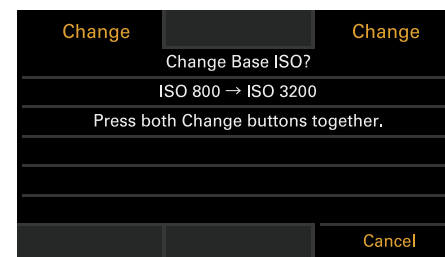 Change Change
Change Base ISO?
ISO 800 → ISO 3200
Press both Change buttons together.
Cancel